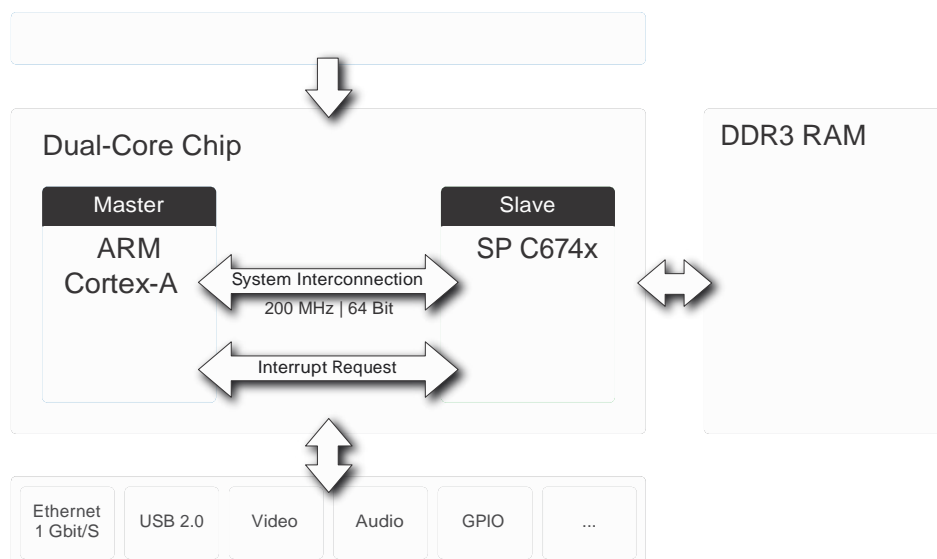 Dual-Core Chip
DDR3 RAM
Master
Slave
ARM
Cortex-A
SP C674x
System Interconnection
200 MHz | 64 Bit
Interrupt Request
Ethernet
1 Gbit/S
USB 2.0
Video
Audio
GPIO
...